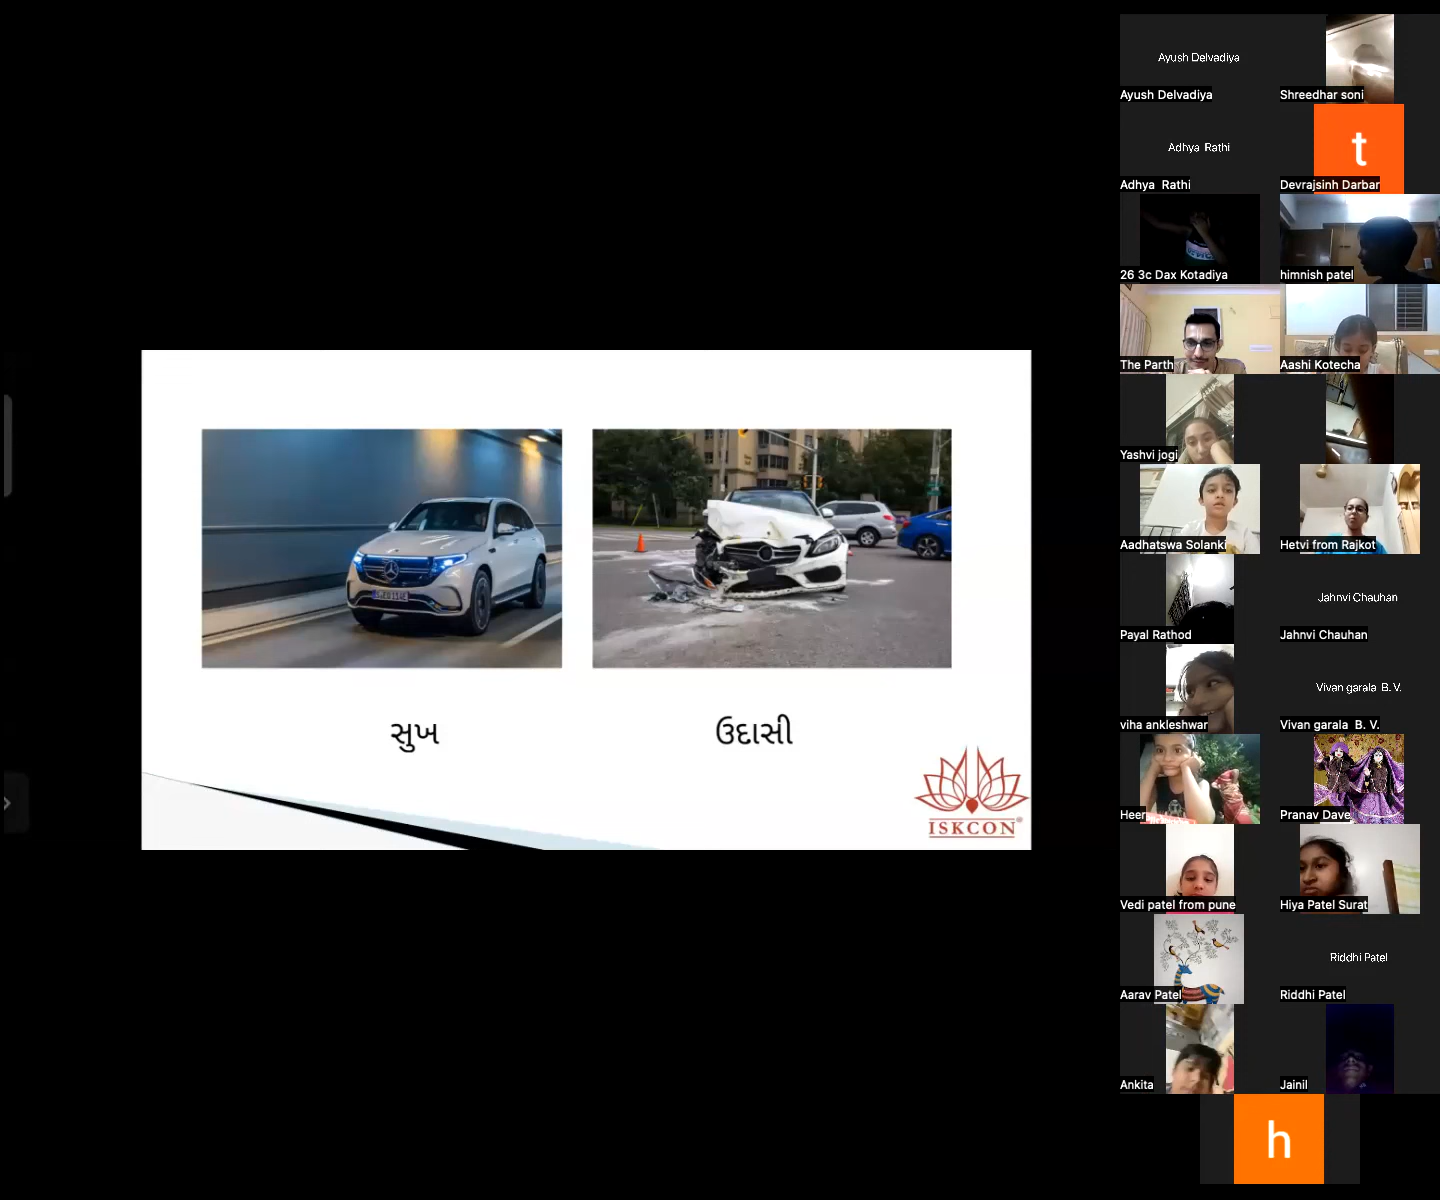 સુખ
ઉદાસી
ISKCON
Ayush Delvadiya
Ayush Delvadiya
Shreedhar soni
Adhya Rathi
Adhya Rathi
t
Devrajsinh Darbar
26 3c Dax Kotadiya
himnish patel
The Parth
Aashi Kotecha
Yashvi jogi
Aadhatswa Solanki
Hetvi from Rajkot
Payal Rathod
Jahnvi Chauhan
Jahnvi Chauhan
viha ankleshwar
Vivan garala B. V.
Vivan garala B. V.
Heer
Pranav Dave
Vedi patel from pune
Hiya Patel Surat
Aarav Patel
Riddhi Patel
Riddhi Patel
Ankita
Jainil
h